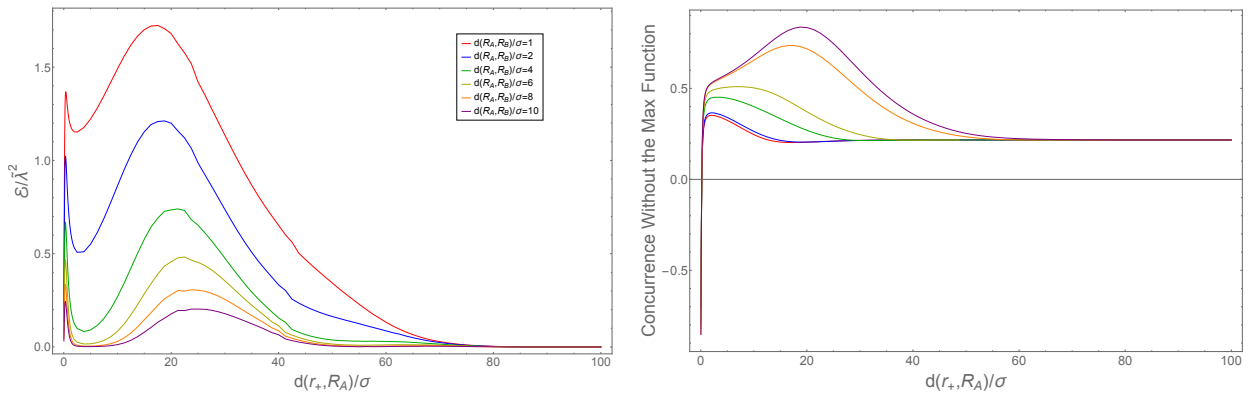 ℰ/λ̃²
1.5
1.0
0.5
0.0
0 20 40 60 80 100
d(r₊,R_A)/σ
d(R_A,R_B)/σ=1
d(R_A,R_B)/σ=2
d(R_A,R_B)/σ=4
d(R_A,R_B)/σ=6
d(R_A,R_B)/σ=8
d(R_A,R_B)/σ=10
Concurrence Without the Max Function
0.5
0.0
-0.5
0 20 40 60 80 100
d(r₊,R_A)/σ